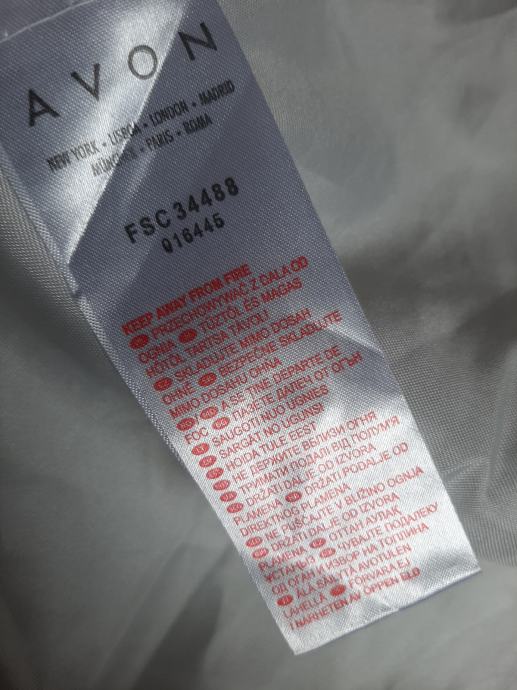 AVON
NEW YORK • LISBOA • LONDON • MADRID
MÜNCHEN • PARIS • ROMA
FSC 34488
016445
KEEP AWAY FROM FIRE
PRZECHOWYWAĆ Z DALA OD
OGNIA TŰZTŐL ÉS MAGAS
HŐTŐL TARTSA TÁVOL!
SKLADUJTE MIMO DOSAH
OHNĚ BEZPEČNE SKLADUJTE
MIMO DOSAHU OHŇA
A SE ŢINE DEPARTE DE
FOC ПАЗЕТЕ ДАЛЕЧ ОТ ОГЪН
SAUGOTI NUO UGNIES
SARGĀT NO UGUNS!
HOIDA TULE EEST
НЕ ДЕРЖИТЕ ВБЛИЗИ ОГНЯ
ТРИМАТИ ПОДАЛІ ВІД ПОЛУМ'Я
DRŽATI DALJE OD IZVORA
PLAMENA DRŽATI PODALJE OD
DIREKTNOG PLAMENA
NE PUŠČAJTE V BLIŽINO OGNJA
DRŽATI DALJE OD IZVORA
PLAMENA ОТТАН АУЛАҚ
ҰСТАҢЫЗ ЧУВАЈТЕ ПОДАЛЕКУ
ОД ОГАН И ИЗВОР НА ТОПЛИНА
ÄLÄ SÄILYTÄ AVOTULEN
LÄHELLÄ FÖRVARA EJ
I NÄRHETEN AV ÖPPEN ELD